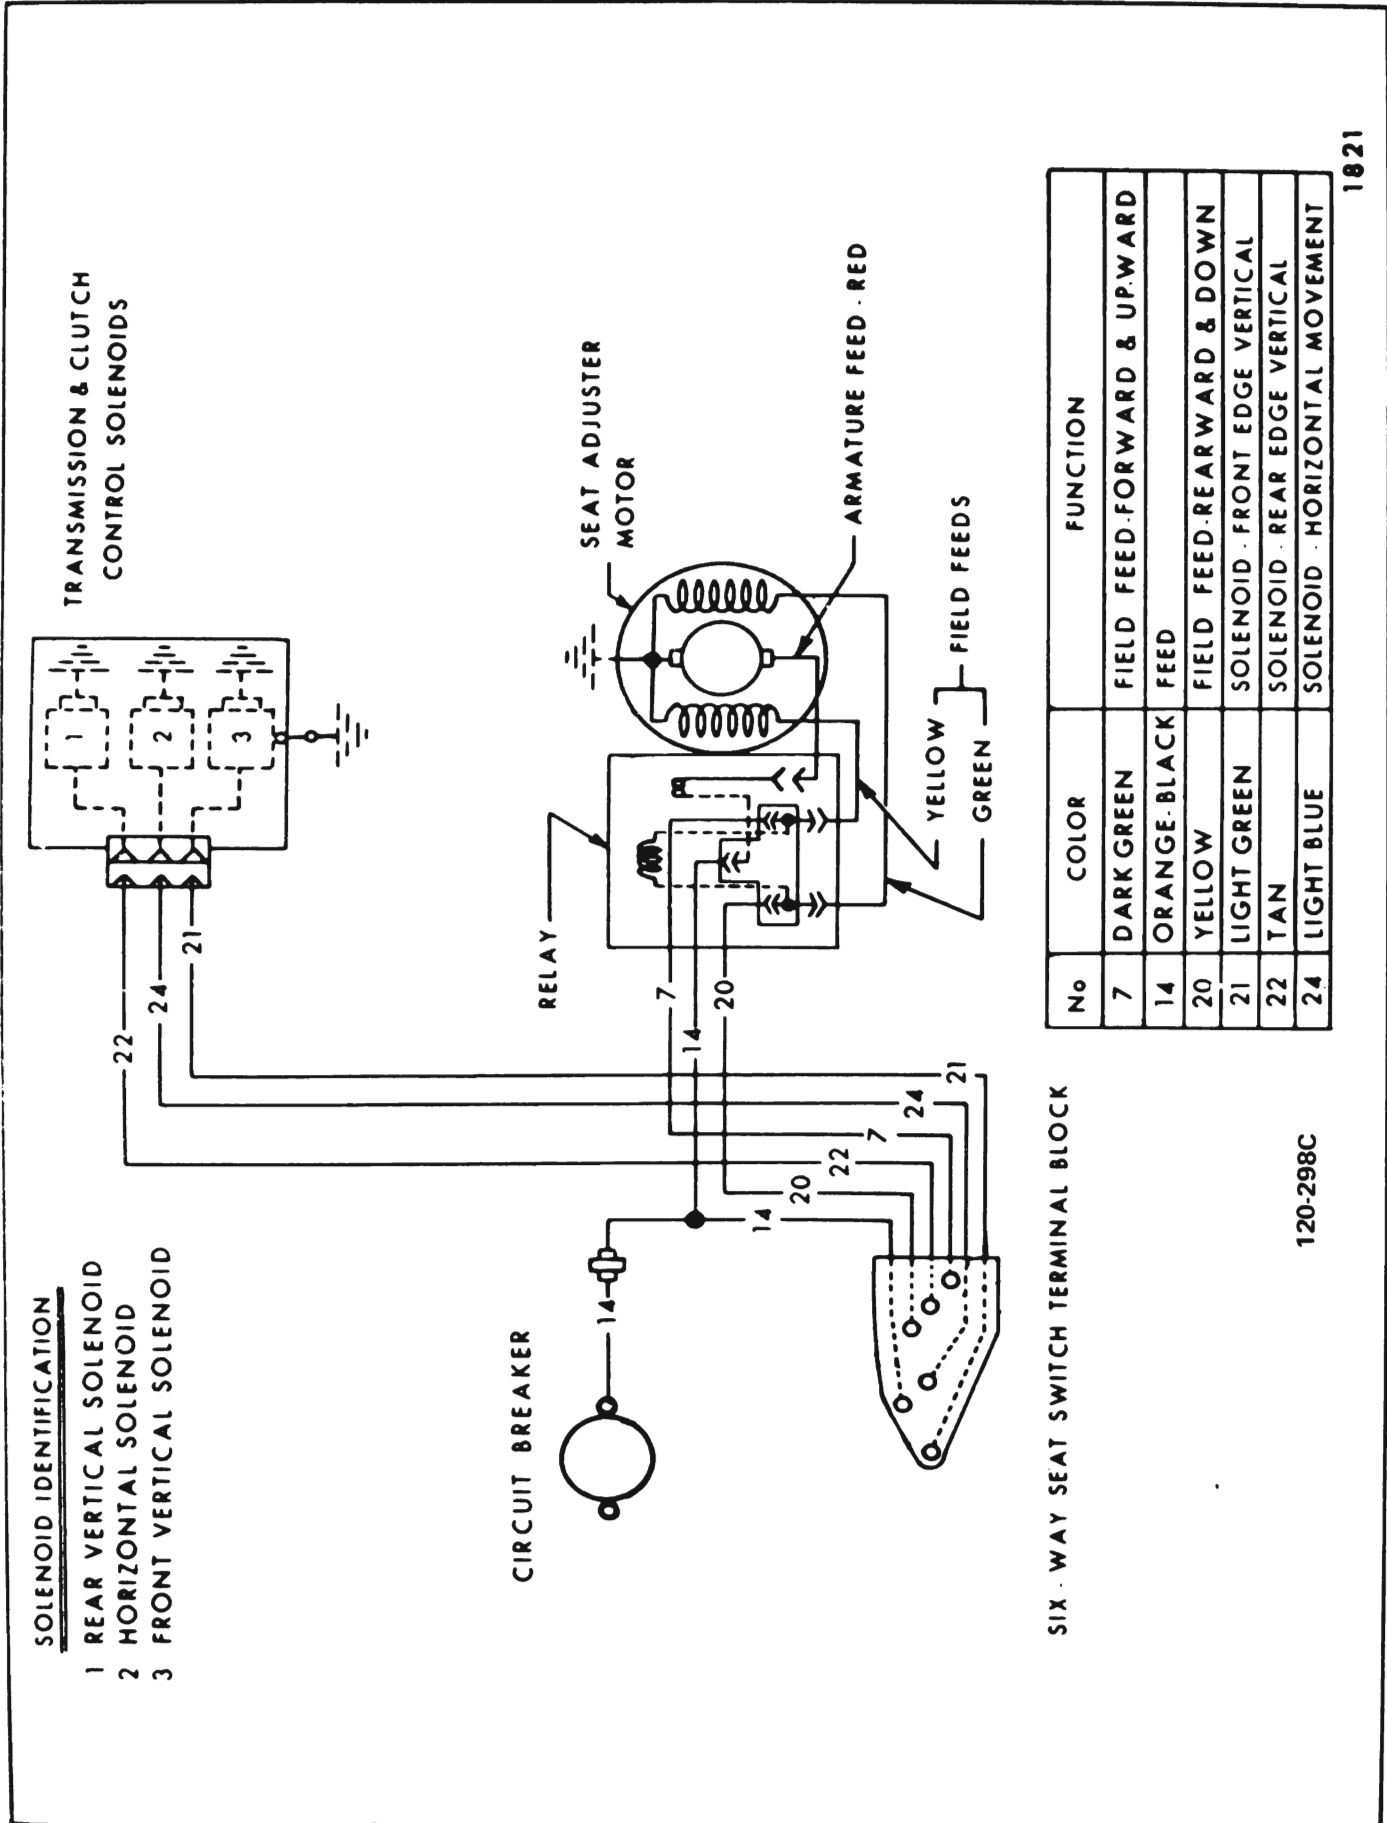 SOLENOID IDENTIFICATION
1 REAR VERTICAL SOLENOID
2 HORIZONTAL SOLENOID
3 FRONT VERTICAL SOLENOID
TRANSMISSION & CLUTCH
CONTROL SOLENOIDS
1
2
3
22
24
21
CIRCUIT BREAKER
14
RELAY
SEAT ADJUSTER
MOTOR
7
14
20
ARMATURE FEED - RED
YELLOW
GREEN
FIELD FEEDS
14
20
22
7
24
21
SIX - WAY SEAT SWITCH TERMINAL BLOCK
No COLOR FUNCTION
7 DARK GREEN FIELD FEED-FORWARD & UPWARD
14 ORANGE-BLACK FEED
20 YELLOW FIELD FEED-REARWARD & DOWN
21 LIGHT GREEN SOLENOID - FRONT EDGE VERTICAL
22 TAN SOLENOID - REAR EDGE VERTICAL
24 LIGHT BLUE SOLENOID - HORIZONTAL MOVEMENT
120-298C
1821